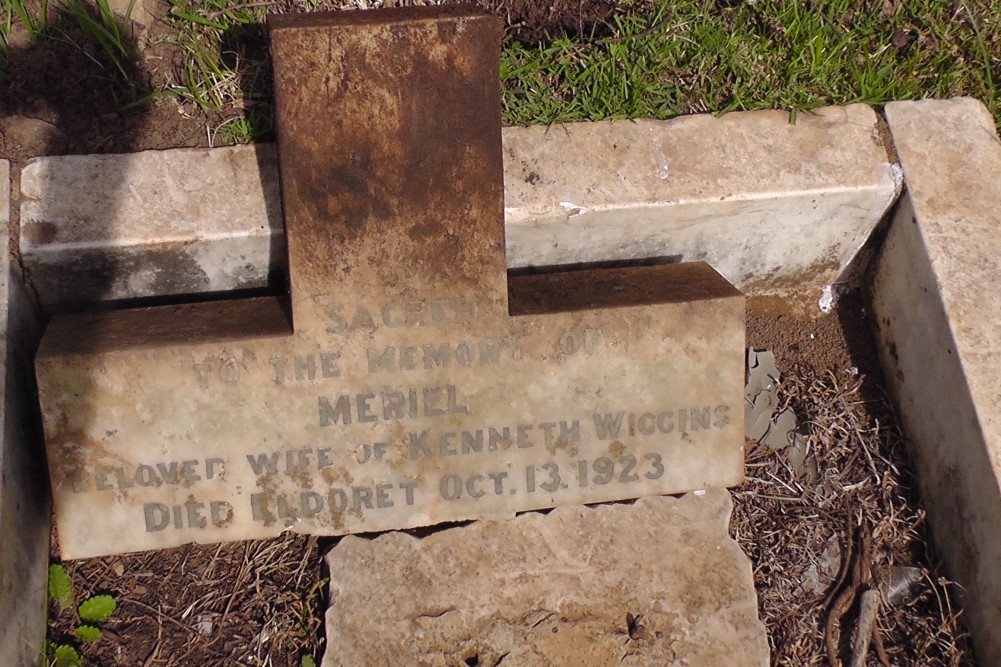 SACRED
TO THE MEMORY OF
MERIEL
BELOVED WIFE OF KENNETH WIGGINS
DIED ELDORET OCT. 13. 1923